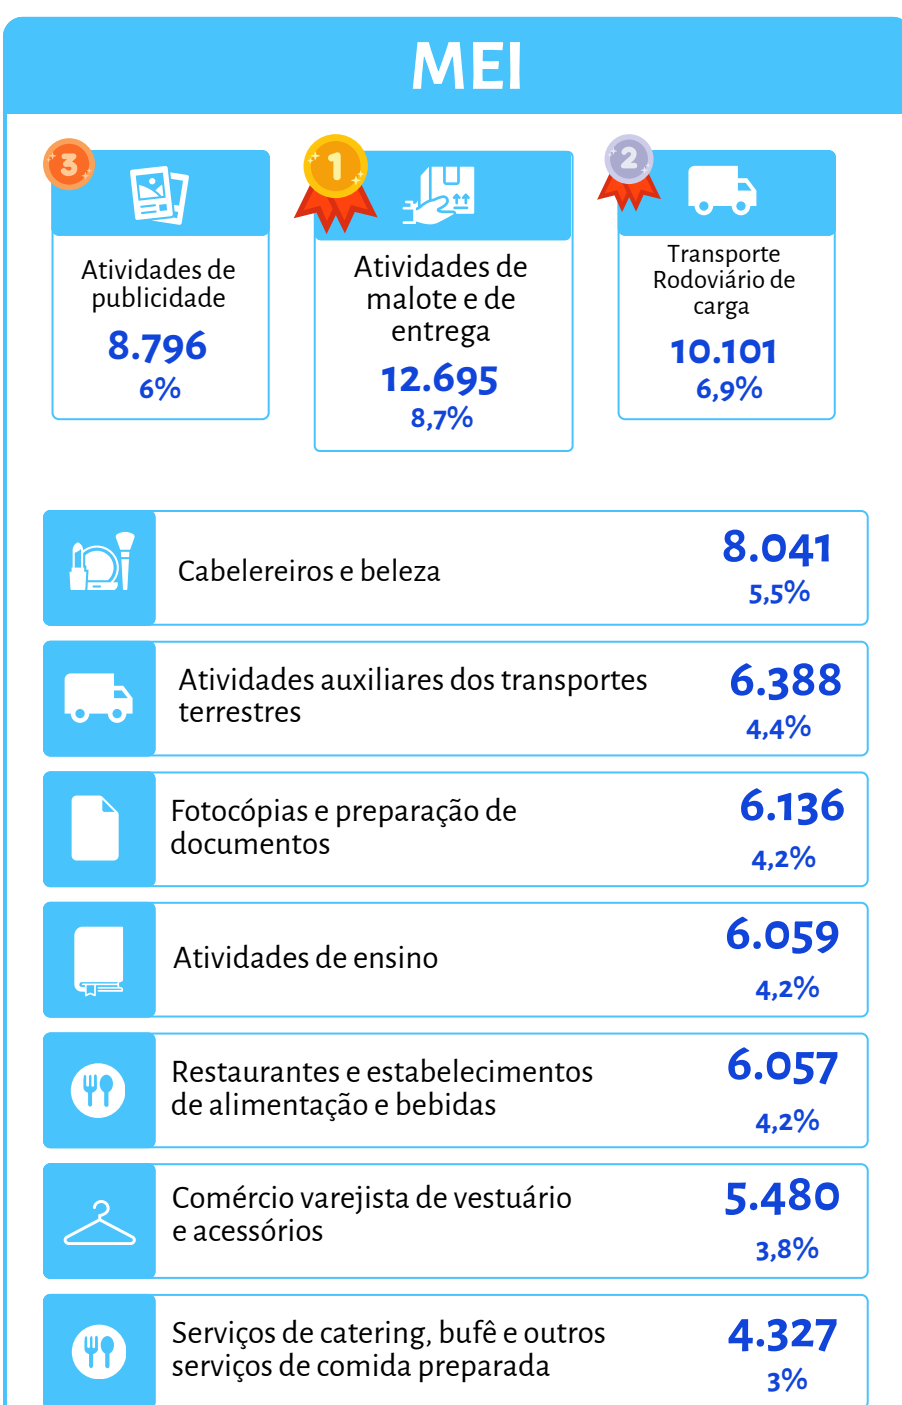 MEI
3
Atividades de
publicidade
8.796
6%
1
Atividades de
malote e de
entrega
12.695
8,7%
2
Transporte
Rodoviário de
carga
10.101
6,9%
Cabelereiros e beleza
8.041
5,5%
Atividades auxiliares dos transportes
terrestres
6.388
4,4%
Fotocópias e preparação de
documentos
6.136
4,2%
Atividades de ensino
6.059
4,2%
Restaurantes e estabelecimentos
de alimentação e bebidas
6.057
4,2%
Comércio varejista de vestuário
e acessórios
5.480
3,8%
Serviços de catering, bufê e outros
serviços de comida preparada
4.327
3%